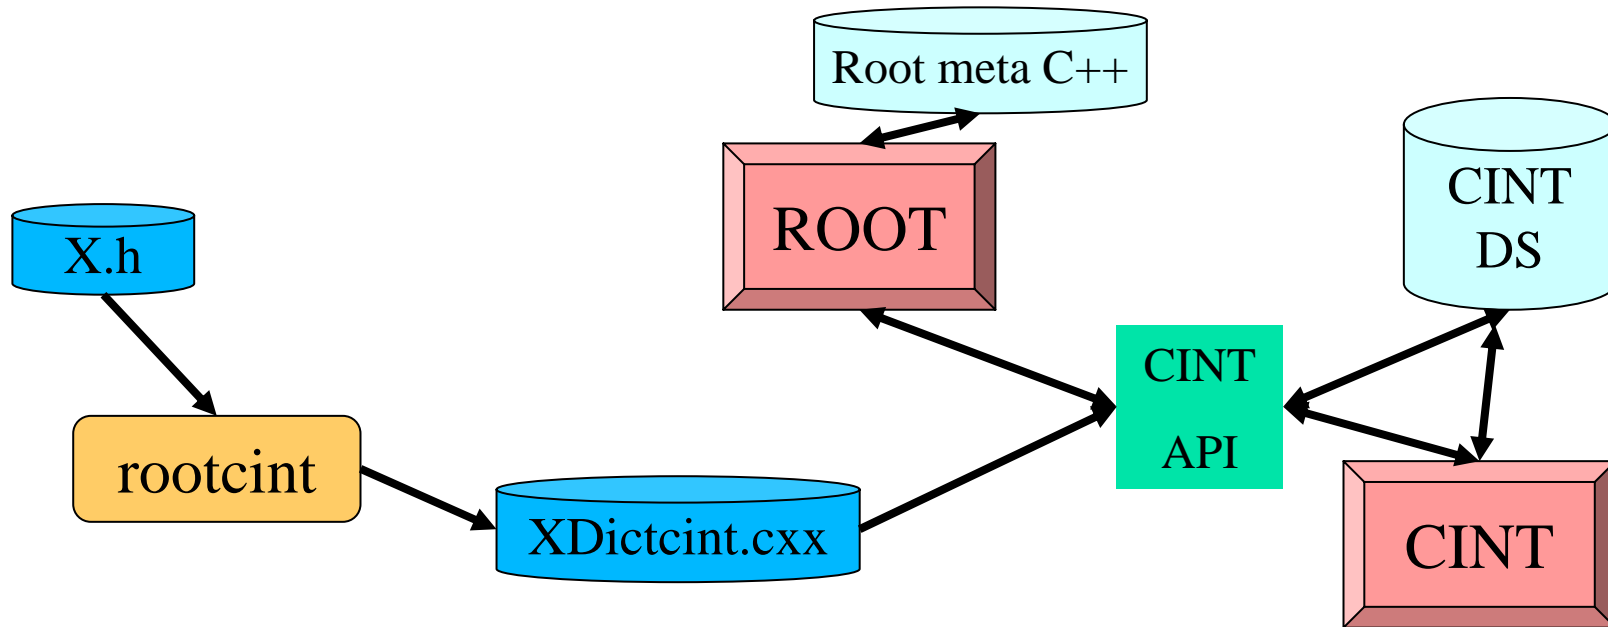 Root meta C++
CINT
DS
ROOT
X.h
CINT
API
rootcint
XDictcint.cxx
CINT